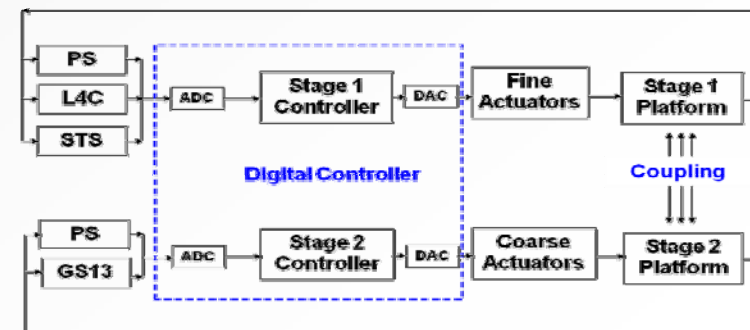 PS
L4C
STS
ADC
Stage 1
Controller
DAC
Fine
Actuators
Stage 1
Platform
Digital Controller
Coupling
PS
GS13
ADC
Stage 2
Controller
DAC
Coarse
Actuators
Stage 2
Platform